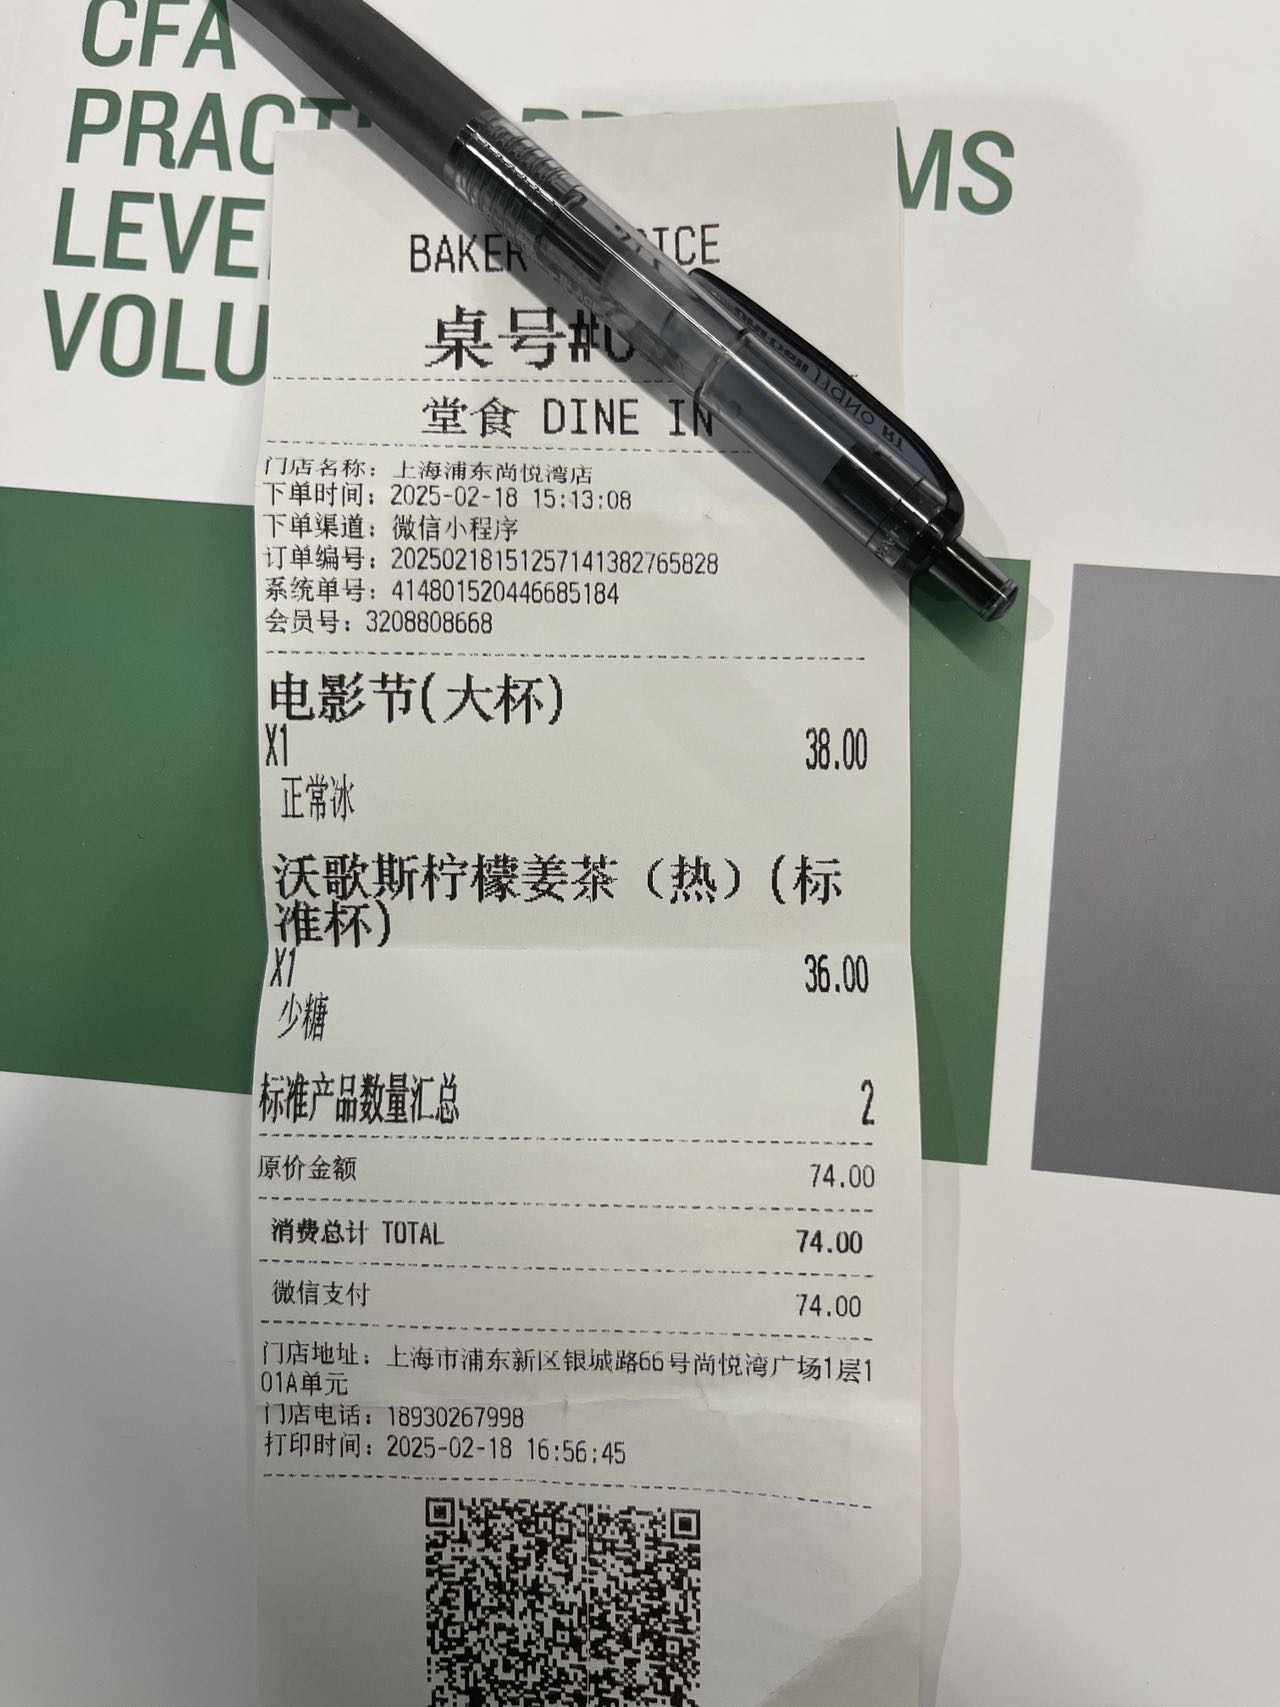 CFA
LEVE
VOLU
MS
BAKER
桌号#0
堂食 DINE IN
门店名称：上海浦东尚悦湾店
下单时间：2025-02-18 15:13:08
下单渠道：微信小程序
订单编号：20250218151257141382765828
系统单号：414801520446685184
会员号：3208808668
电影节(大杯)
X1 38.00
正常冰
沃歌斯柠檬姜茶（热）(标
准杯)
X1 36.00
少糖
标准产品数量汇总 2
原价金额 74.00
消费总计 TOTAL 74.00
微信支付 74.00
门店地址：上海市浦东新区银城路66号尚悦湾广场1层1
01A单元
门店电话：18930267998
打印时间：2025-02-18 16:56:45